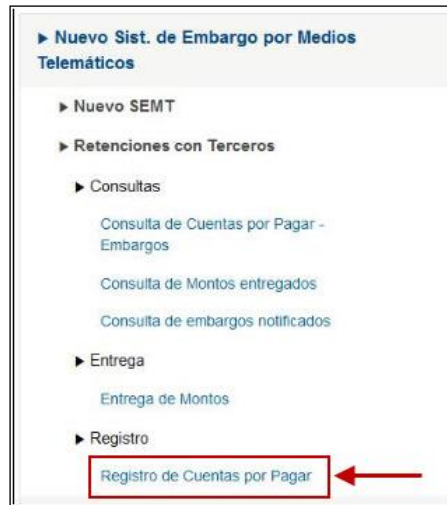 ▶ Nuevo Sist. de Embargo por Medios
Telemáticos
▶ Nuevo SEMT
▶ Retenciones con Terceros
▶ Consultas
Consulta de Cuentas por Pagar -
Embargos
Consulta de Montos entregados
Consulta de embargos notificados
▶ Entrega
Entrega de Montos
▶ Registro
Registro de Cuentas por Pagar